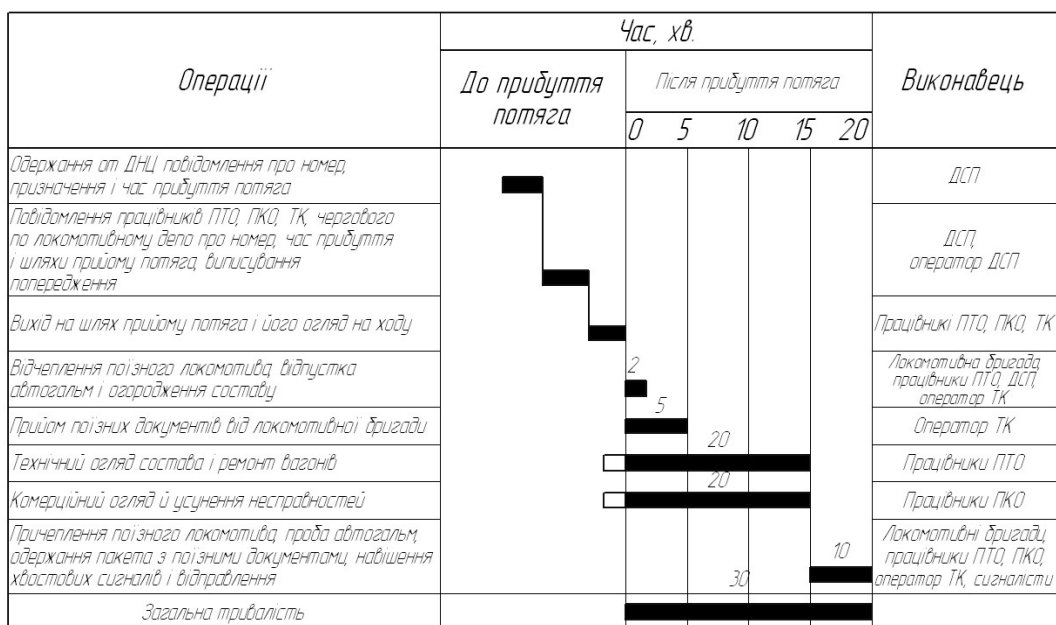 Операції
Час, хв.
До прибуття
потяга
Після прибуття потяга
0 5 10 15 20
Виконавець
Одержання от ДНЦ повідомлення про номер,
призначення і час прибуття потяга
ДСП
Повідомлення працівників ПТО, ПКО, ТК, чергового
по локомотивному депо про номер, час прибуття
і шляхи прийому потяга, виписування
попередження
ДСП,
оператор ДСП
Вихід на шлях прийому потяга і його огляд на ходу
Працівникі ПТО, ПКО, ТК
Відчеплення поїзного локомотива, відпустка
автогальм і огородження составу
2
Локомотивна бригада,
працівники ПТО, ДСП,
оператор ТК
Прийом поїзних документів від локомотивної бригади
5
Оператор ТК
Технічний огляд состава і ремонт вагонів
20
Працівники ПТО
Комерційний огляд й усунення несправностей
20
Працівники ПКО
Причеплення поїзного локомотива, проба автогальм,
одержання пакета з поїзними документами, навішення
хвостових сигналів і відправлення
10
Локомотивні бригади,
працівники ПТО, ПКО,
оператор ТК, сигналісти
Загальна тривалість
30